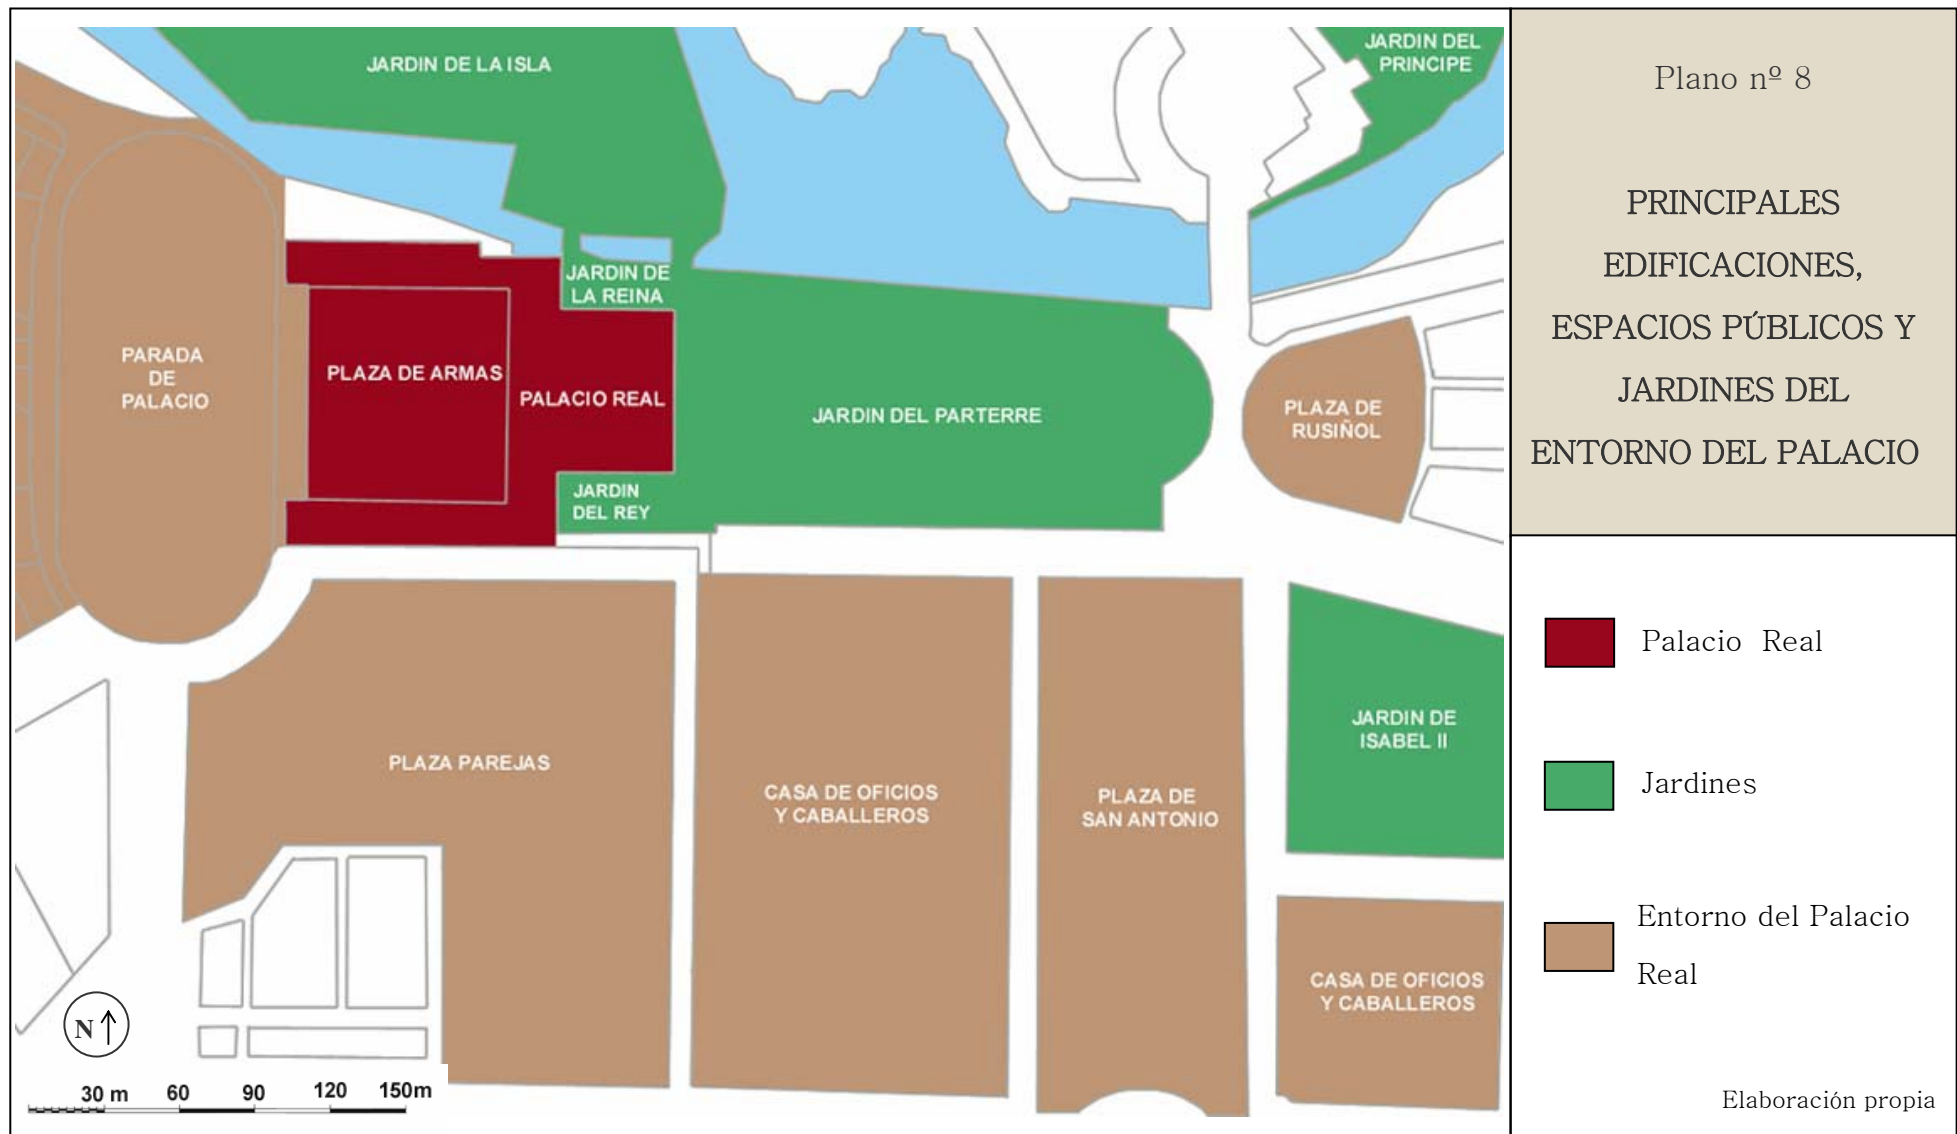 JARDIN DE LA ISLA
JARDIN DEL
PRINCIPE
JARDIN DE
LA REINA
PARADA
DE
PALACIO
PLAZA DE ARMAS
PALACIO REAL
JARDIN DEL PARTERRE
PLAZA DE
RUSIÑOL
JARDIN
DEL REY
PLAZA PAREJAS
CASA DE OFICIOS
Y CABALLEROS
PLAZA DE
SAN ANTONIO
JARDIN DE
ISABEL II
CASA DE OFICIOS
Y CABALLEROS
N
30 m 60 90 120 150m
Plano nº 8
PRINCIPALES
EDIFICACIONES,
ESPACIOS PÚBLICOS Y
JARDINES DEL
ENTORNO DEL PALACIO
Palacio Real
Jardines
Entorno del Palacio
Real
Elaboración propia